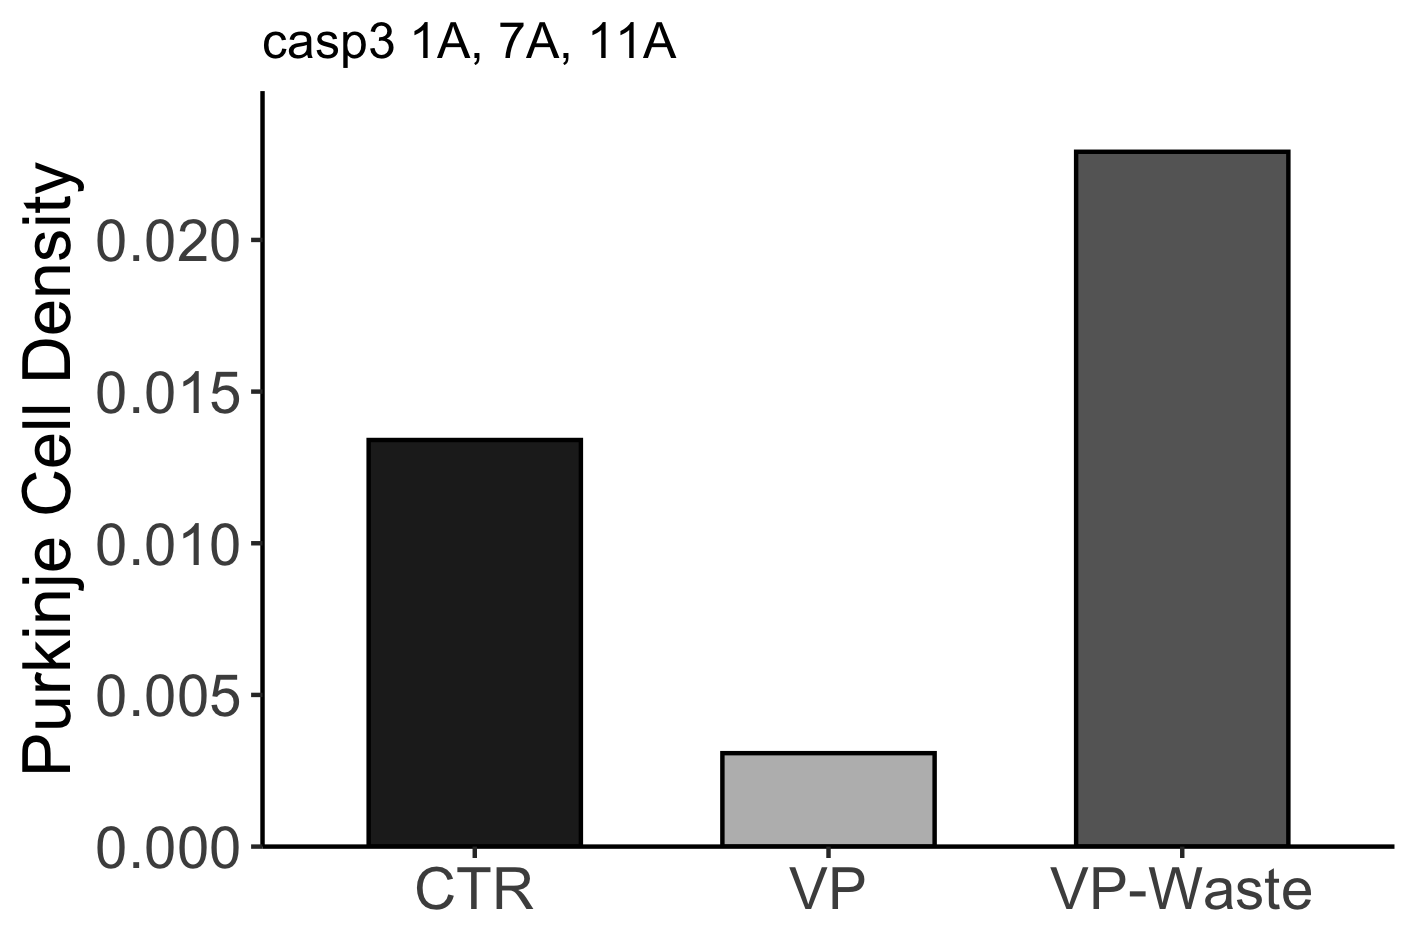 casp3 1A, 7A, 11A
Purkinje Cell Density
0.020
0.015
0.010
0.005
0.000
CTR
VP
VP-Waste